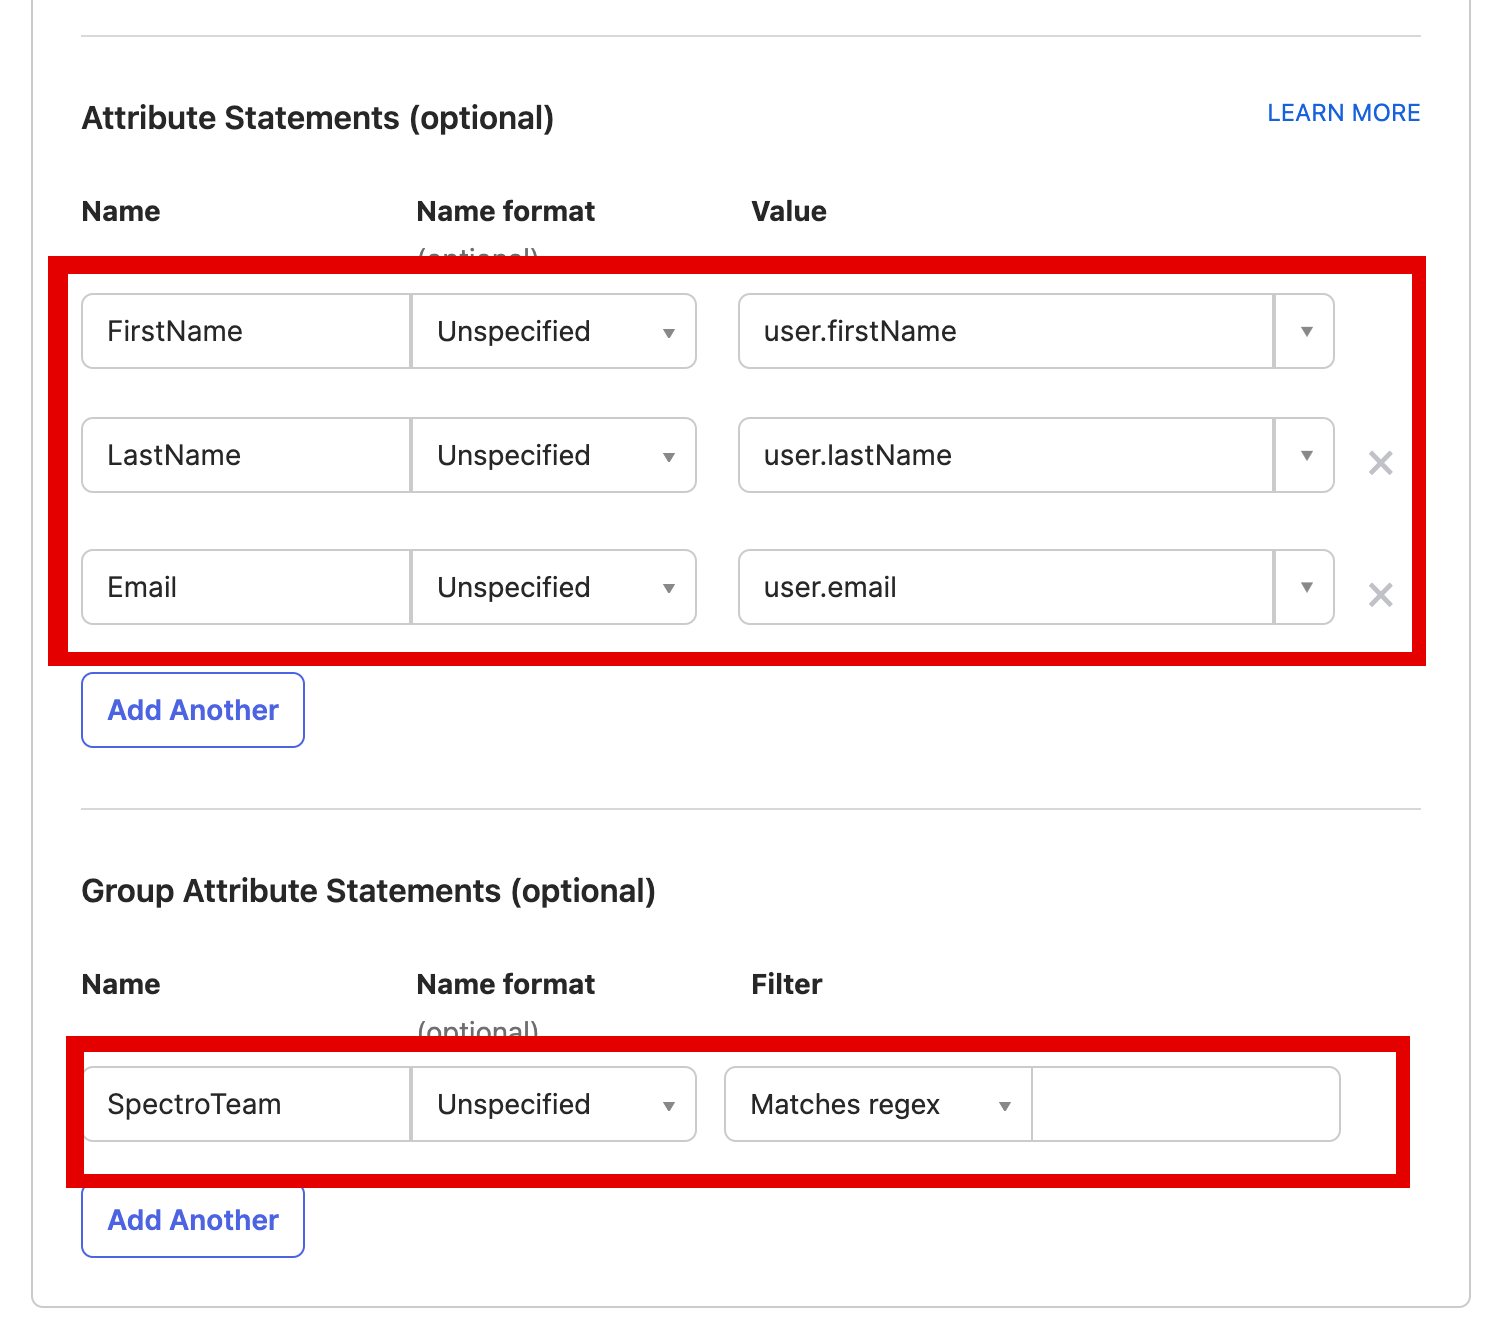 Attribute Statements (optional)
LEARN MORE
Name Name format Value
(optional)
FirstName Unspecified user.firstName
LastName Unspecified user.lastName
Email Unspecified user.email
Add Another
Group Attribute Statements (optional)
Name Name format Filter
(optional)
SpectroTeam Unspecified Matches regex
Add Another